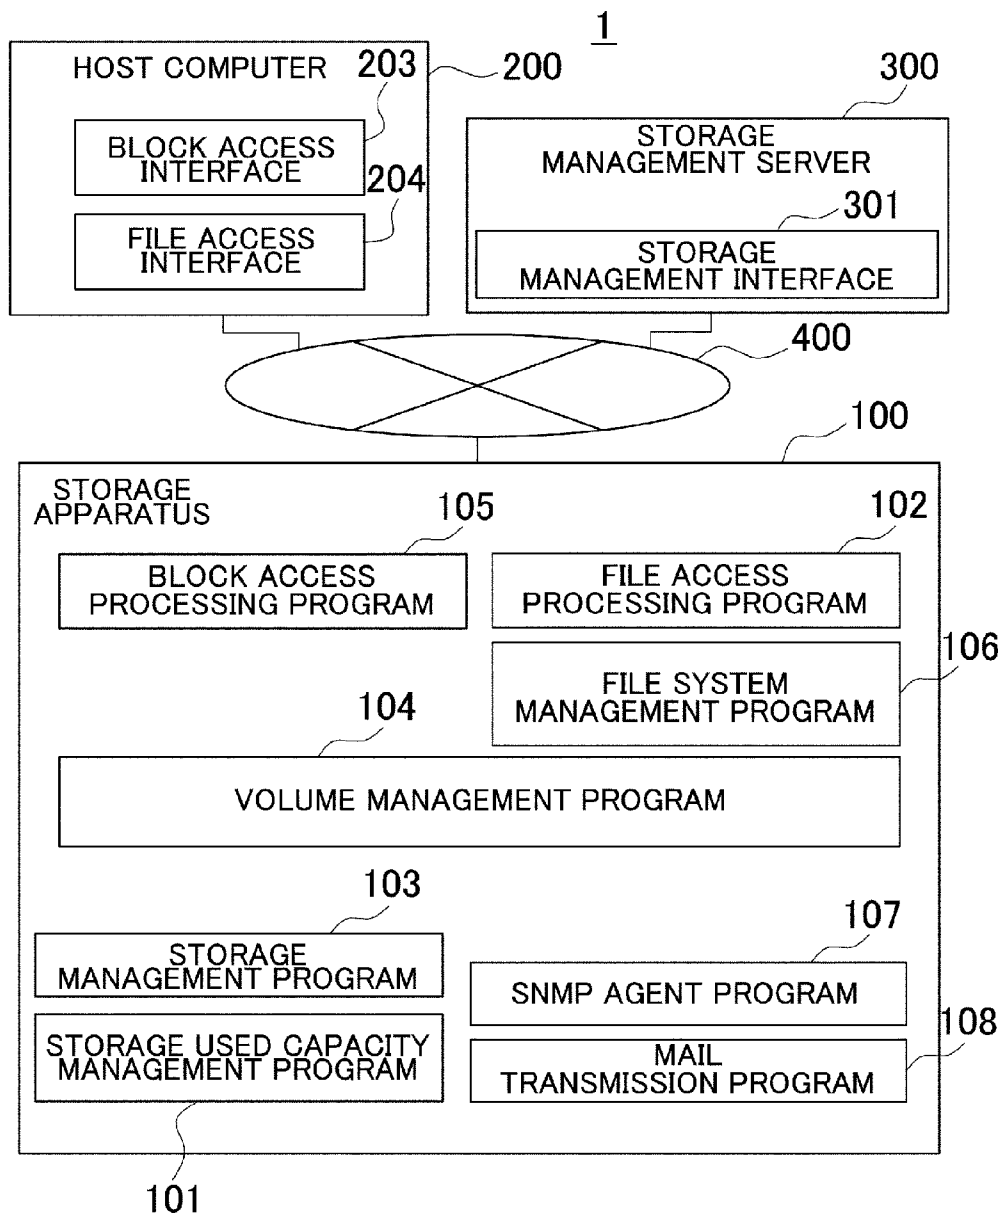 1
HOST COMPUTER
203
200
BLOCK ACCESS
INTERFACE
204
FILE ACCESS
INTERFACE
300
STORAGE
MANAGEMENT SERVER
301
STORAGE
MANAGEMENT INTERFACE
400
100
STORAGE
APPARATUS
105
BLOCK ACCESS
PROCESSING PROGRAM
102
FILE ACCESS
PROCESSING PROGRAM
106
FILE SYSTEM
MANAGEMENT PROGRAM
104
VOLUME MANAGEMENT PROGRAM
103
STORAGE
MANAGEMENT PROGRAM
107
SNMP AGENT PROGRAM
STORAGE USED CAPACITY
MANAGEMENT PROGRAM
101
108
MAIL
TRANSMISSION PROGRAM